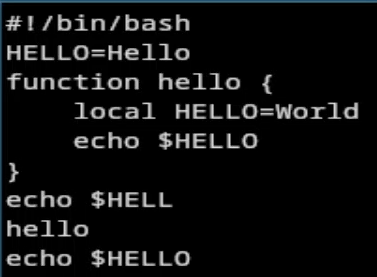 #!/bin/bash
HELLO=Hello
function hello {
    local HELLO=World
    echo $HELLO
}
echo $HELL
hello
echo $HELLO